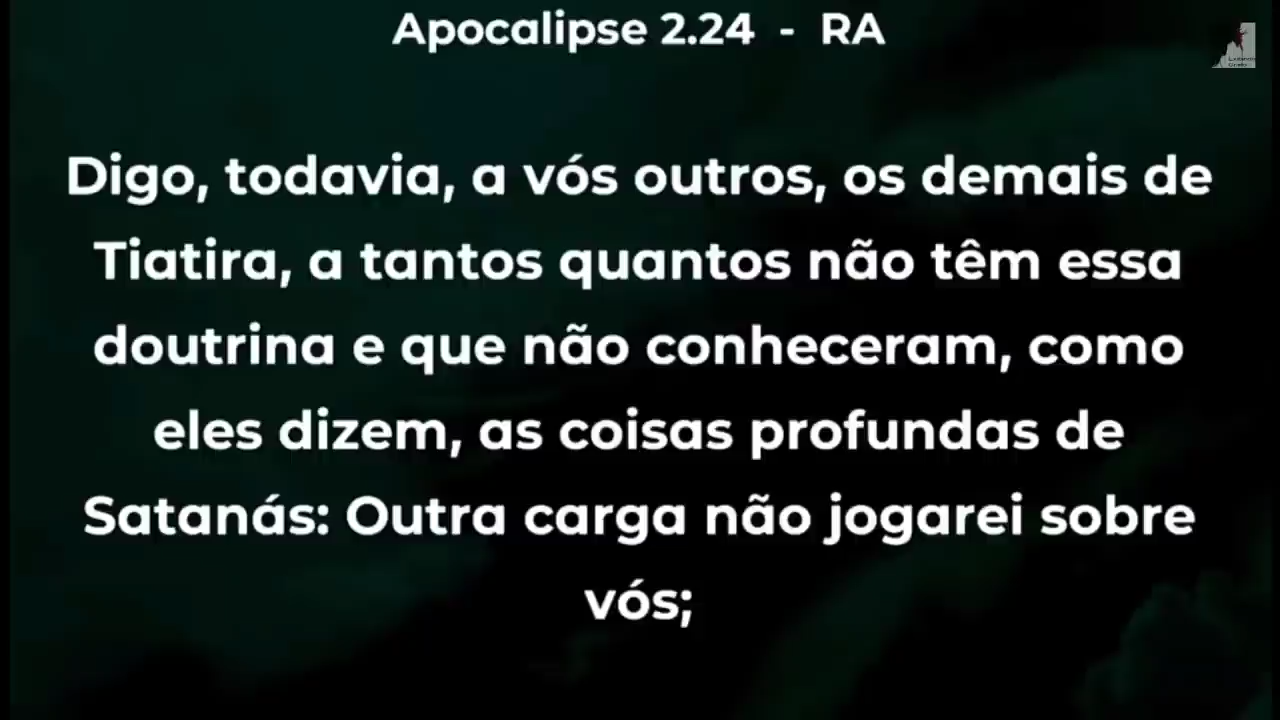 Apocalipse 2.24 - RA
Digo, todavia, a vós outros, os demais de
Tiatira, a tantos quantos não têm essa
doutrina e que não conheceram, como
eles dizem, as coisas profundas de
Satanás: Outra carga não jogarei sobre
vós;